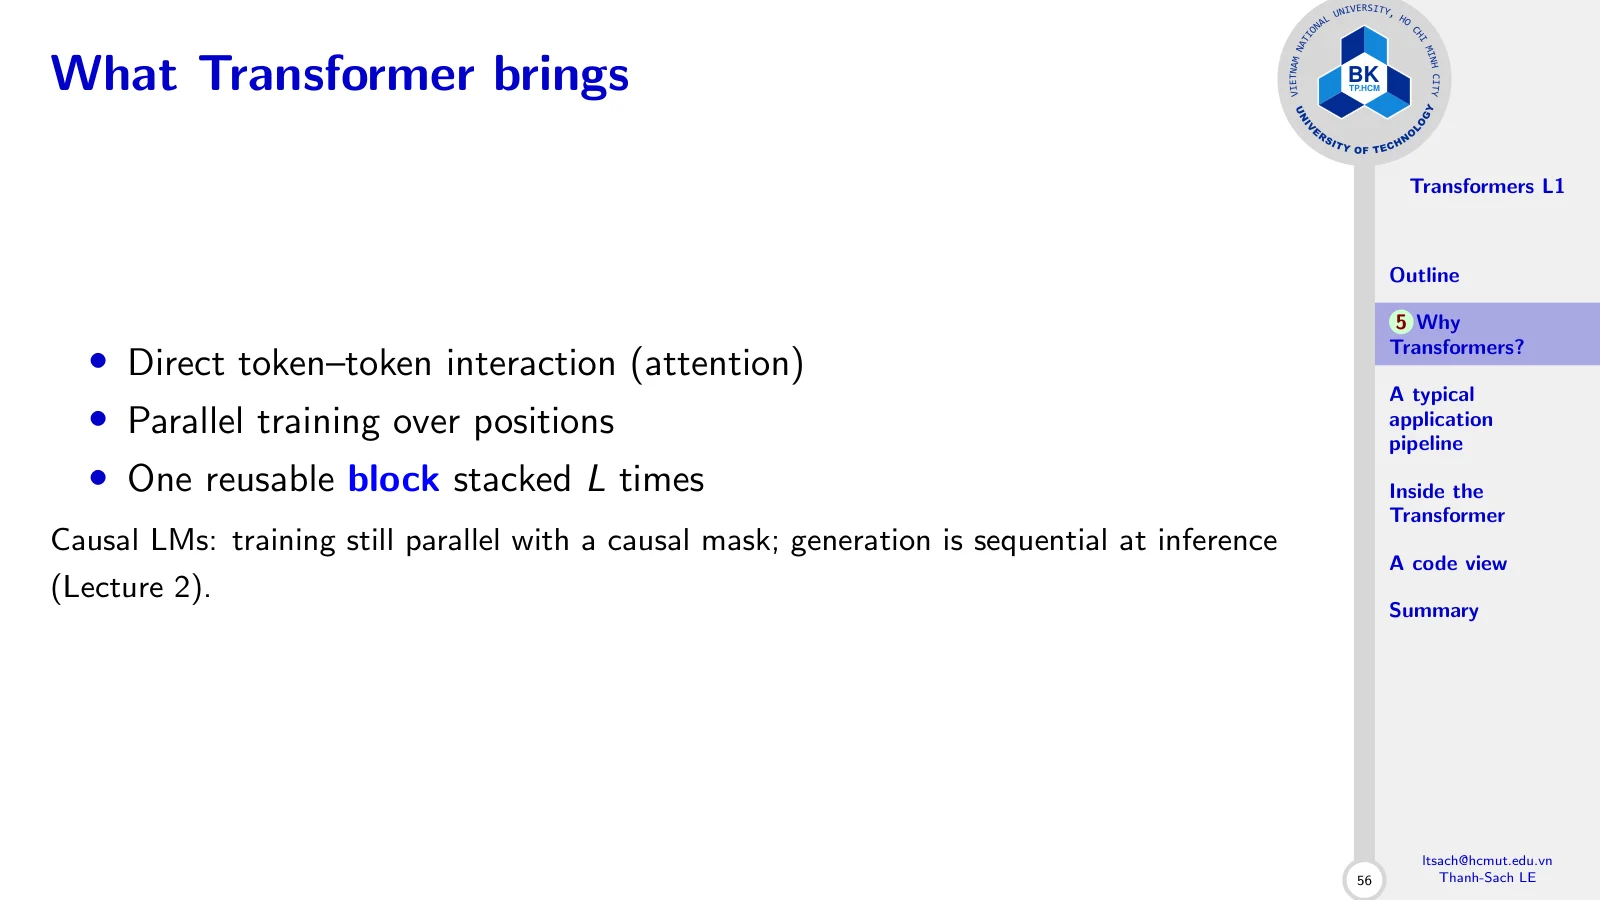 What Transformer brings
• Direct token–token interaction (attention)
• Parallel training over positions
• One reusable block stacked L times
Causal LMs: training still parallel with a causal mask; generation is sequential at inference
(Lecture 2).
VIETNAM NATIONAL UNIVERSITY, HO CHI MINH CITY
BK
TP.HCM
UNIVERSITY OF TECHNOLOGY
Transformers L1
Outline
5 Why
Transformers?
A typical
application
pipeline
Inside the
Transformer
A code view
Summary
ltsach@hcmut.edu.vn
Thanh-Sach LE
56